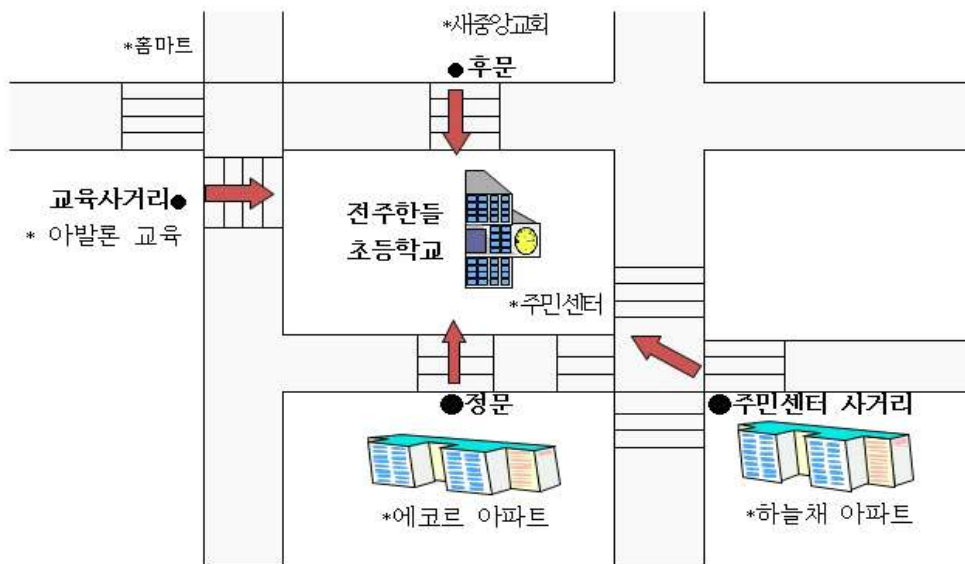 *새중앙교회
*홈마트
●후문
교육사거리●
* 아발론 교육
전주한들
초등학교
*주민센터
●정문
●주민센터 사거리
*에코르 아파트
*하늘채 아파트